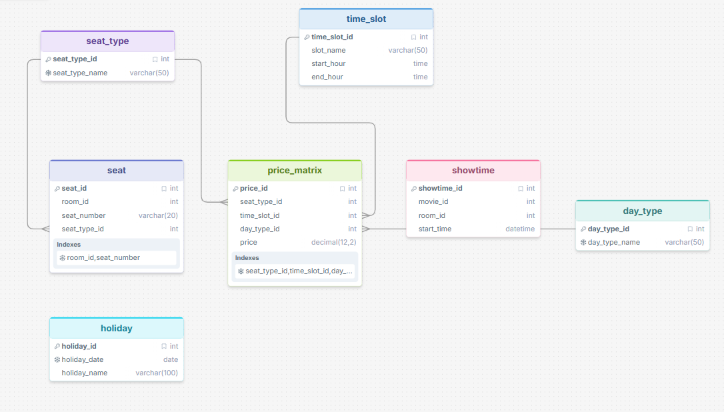 time_slot
time_slot_id int
slot_name varchar(50)
start_hour time
end_hour time
seat_type
seat_type_id int
seat_type_name varchar(50)
seat
seat_id int
room_id int
seat_number varchar(20)
seat_type_id int
Indexes
room_id,seat_number
price_matrix
price_id int
seat_type_id int
time_slot_id int
day_type_id int
price decimal(12,2)
Indexes
seat_type_id,time_slot_id,day_...
showtime
showtime_id int
movie_id int
room_id int
start_time datetime
day_type
day_type_id int
day_type_name varchar(50)
holiday
holiday_id int
holiday_date date
holiday_name varchar(100)